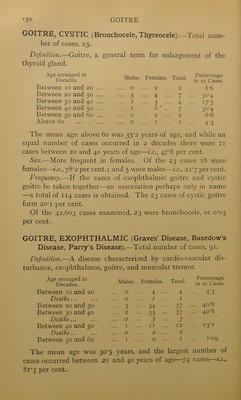 150 GOITRE
GOITRE, CYSTIC (Bronchocele, Thyreocele).—Total num-
ber of cases, 23.
Definition.—Goitre, a general term for enlargement of the
thyroid gland.
Age arranged in Decades. Males. Females. Total. Percentage in 23 Cases.
Between 10 and 20 ... ... 0 ... 2 ... 2 ... 8·6
Between 20 and 30 ... ... 3 ... 4 ... 7 ... 30·4
Between 30 and 40 ... ... 1 ... 3 ... 4 ... 17·3
Between 40 and 50 ... ... 1 ... 6 ... 7 ... 30·4
Between 50 and 60 ... ... 0 ... 2 ... 2 ... 8·6
Above 60 ... ... 0 ... 1 ... 1 ... 4·3
The mean age above 60 was 35·2 years of age, and while an
equal number of cases occurred in 2 decades there were 11
cases between 20 and 40 years of age—i.e., 47·8 per cent.
Sex.—More frequent in females. Of the 23 cases 18 were
females—i.e., 78·2 per cent.; and 5 were males—i.e., 21·7 per cent.
Frequency.—If the cases of exophthalmic goitre and cystic
goitre be taken together—an association perhaps only in name
—a total of 114 cases is obtained. The 23 cases of cystic goitre
form 20·1 per cent.
Of the 42,603 cases examined, 23 were bronchocele, or 0·05
per cent.
GOITRE, EXOPHTHALMIC (Graves' Disease, Basedow's
Disease, Parry's Disease).—Total number of cases, 91.
Definition.—A disease characterized by cardio-vascular dis-
turbance, exophthalmos, goitre, and muscular tremor.
Age arranged in Decades. Males. Females. Total. Percentage in 91 Cases.
Between 10 and 20 ... 0 ... 4 ... 4 ... 4·3
Deaths ... ... ... 0 ... 1 ... 1
Between 20 and 30 ... 3 ... 34 ... 37 ... 40·6
Between 30 and 40 ... 2 ... 35 ... 37 ... 40·6
Deaths ... ... ... 0 ... 3 ... 3
Between 40 and 50 ... 1 ... 11 ... 12 ... 13·1
Deaths ... ... ... 0 ... 2 ... 2
Between 50 and 60 ... 1 ... 0 ... 1 ... 1·09
The mean age was 30·5 years, and the largest number of
cases occurred between 20 and 40 years of age—74 cases—i.e.,
81·3 per cent.